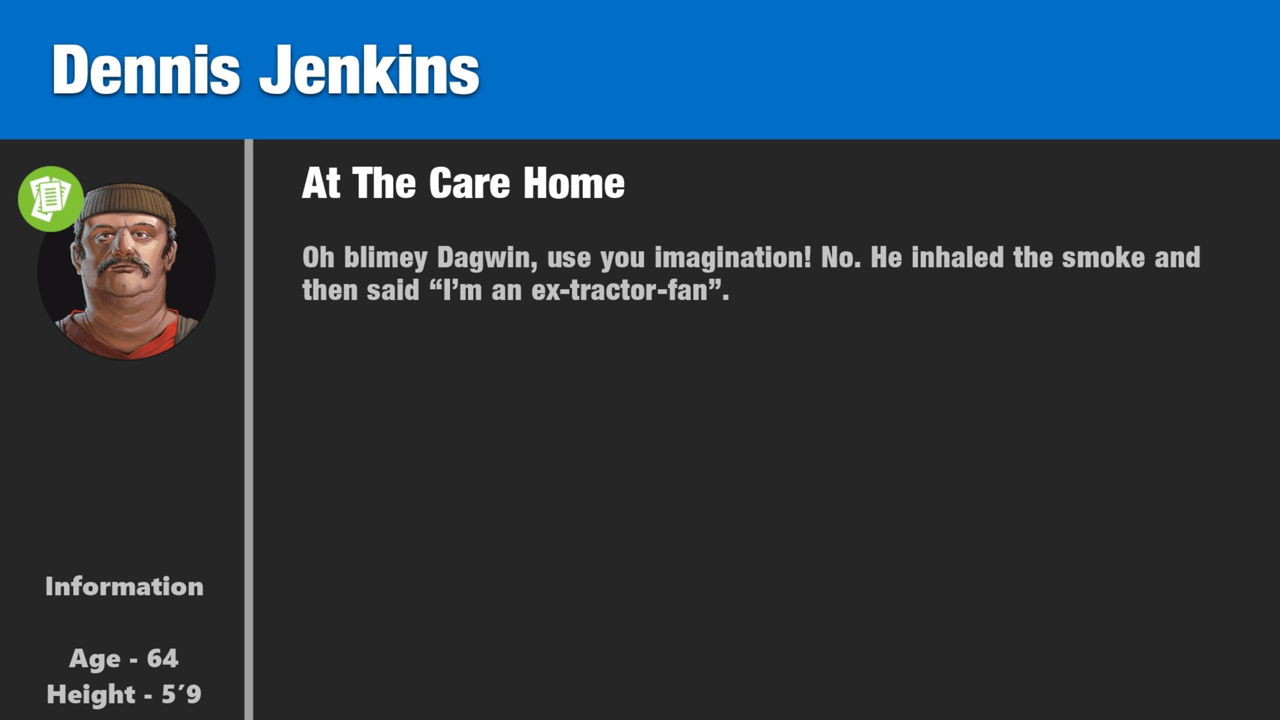 Dennis Jenkins
At The Care Home
Oh blimey Dagwin, use you imagination! No. He inhaled the smoke and
then said “I’m an ex-tractor-fan”.
Information
Age - 64
Height - 5′9